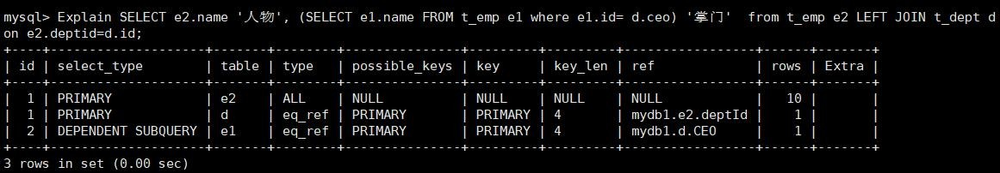 mysql> Explain SELECT e2.name '人物', (SELECT e1.name FROM t_emp e1 where e1.id= d.ceo) '掌门'  from t_emp e2 LEFT JOIN t_dept d
on e2.deptid=d.id;
+----+--------------------+-------+--------+---------------+---------+---------+-----------------+------+-------+
| id | select_type        | table | type   | possible_keys | key     | key_len | ref             | rows | Extra |
+----+--------------------+-------+--------+---------------+---------+---------+-----------------+------+-------+
|  1 | PRIMARY            | e2    | ALL    | NULL          | NULL    | NULL    | NULL            |   10 |       |
|  1 | PRIMARY            | d     | eq_ref | PRIMARY       | PRIMARY | 4       | mydb1.e2.deptId |    1 |       |
|  2 | DEPENDENT SUBQUERY | e1    | eq_ref | PRIMARY       | PRIMARY | 4       | mydb1.d.CEO     |    1 |       |
+----+--------------------+-------+--------+---------------+---------+---------+-----------------+------+-------+
3 rows in set (0.00 sec)